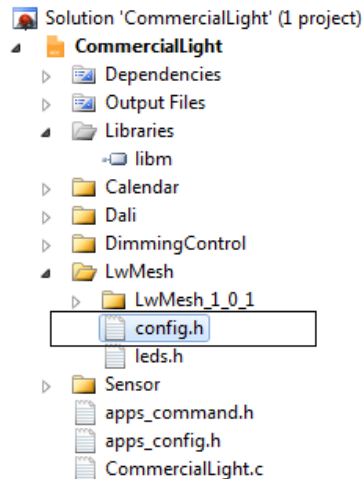 Solution 'CommercialLight' (1 project)
CommercialLight
Dependencies
Output Files
Libraries
libm
Calendar
Dali
DimmingControl
LwMesh
LwMesh_1_0_1
config.h
leds.h
Sensor
apps_command.h
apps_config.h
CommercialLight.c